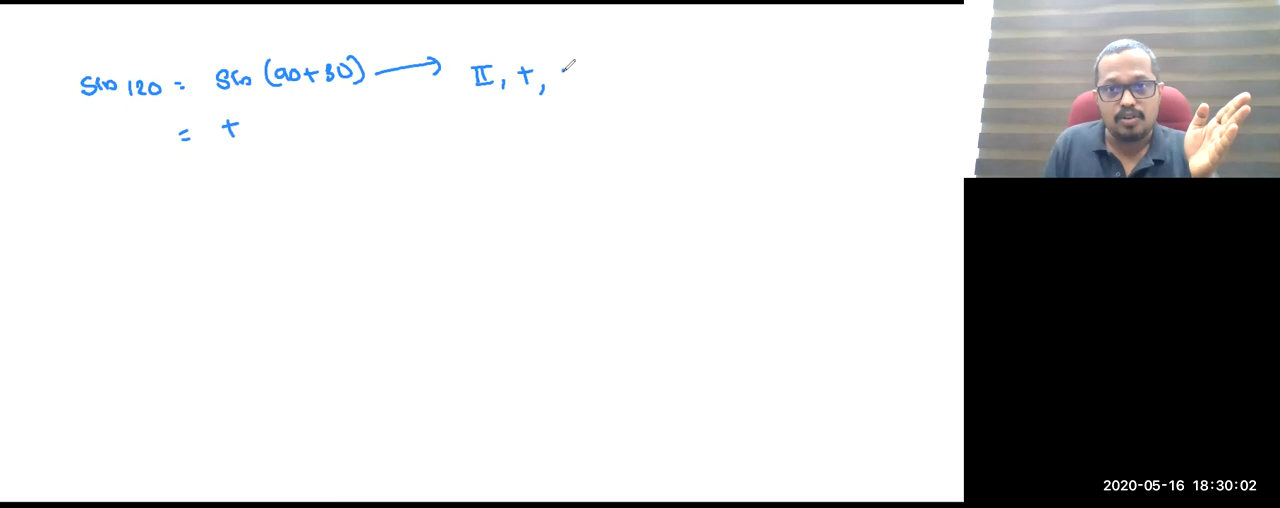 sin 120 = sin (90+30) → II, +,
= +
2020-05-16 18:30:02